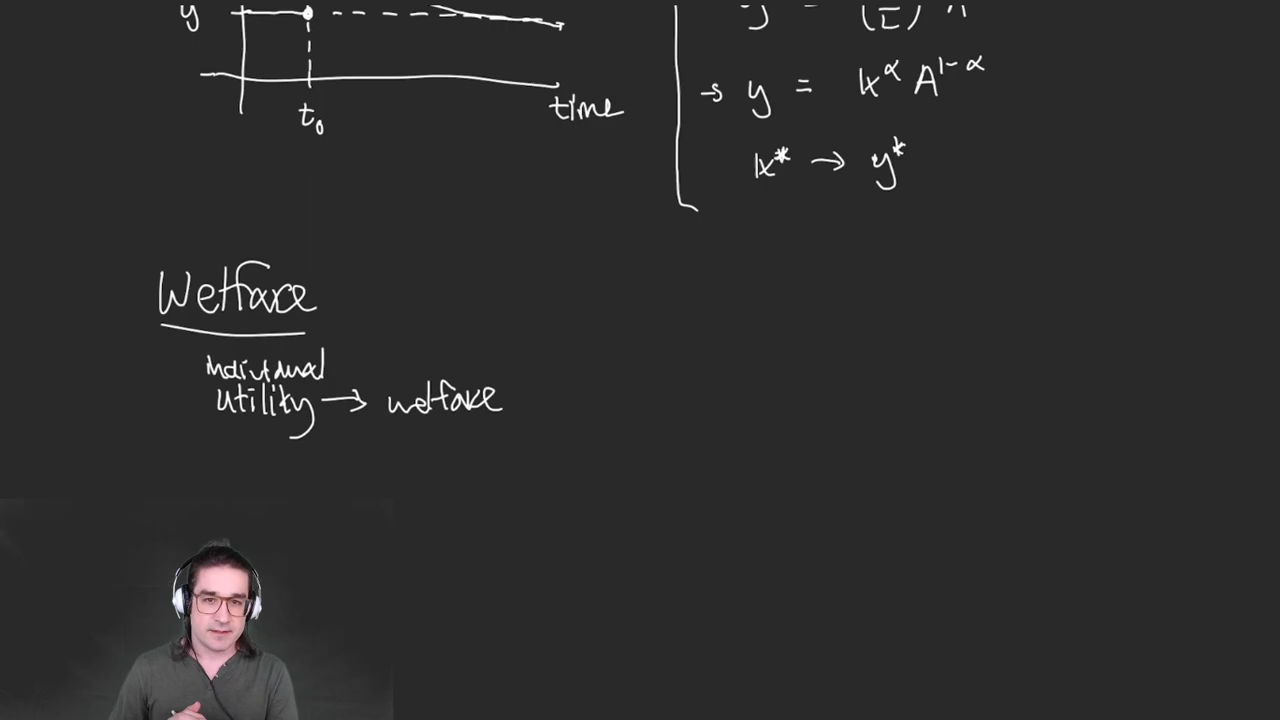 y
t₀
time
→ y = k^α A^{1-α}
k* → y*
Welfare
individual
utility → welfare